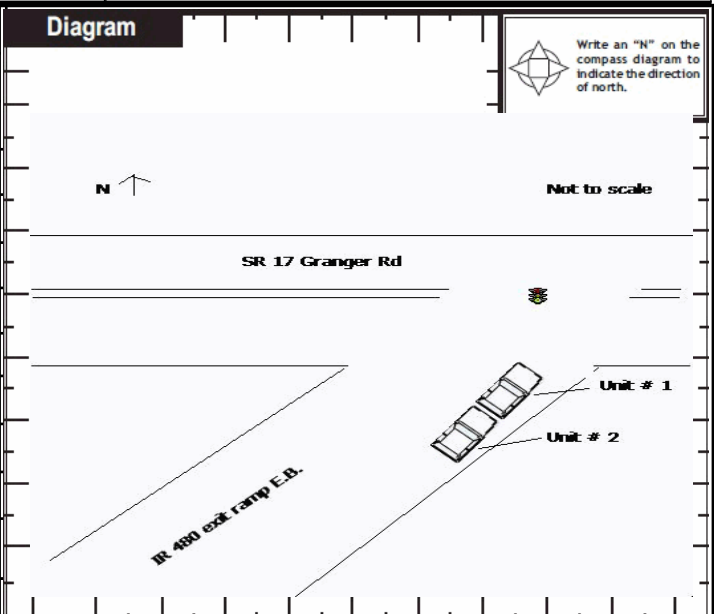 Diagram
Write an “N” on the
compass diagram to
indicate the direction
of north.
N
Not to scale
SR 17 Granger Rd
Unit # 1
Unit # 2
IR 480 exit ramp E.B.